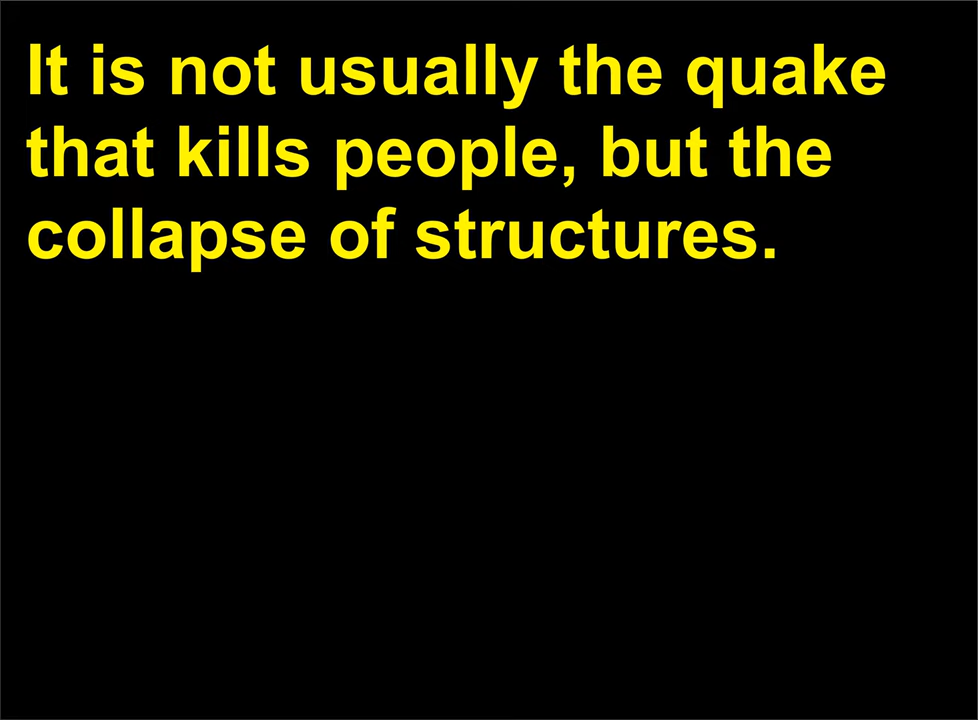 It is not usually the quake
that kills people, but the
collapse of structures.